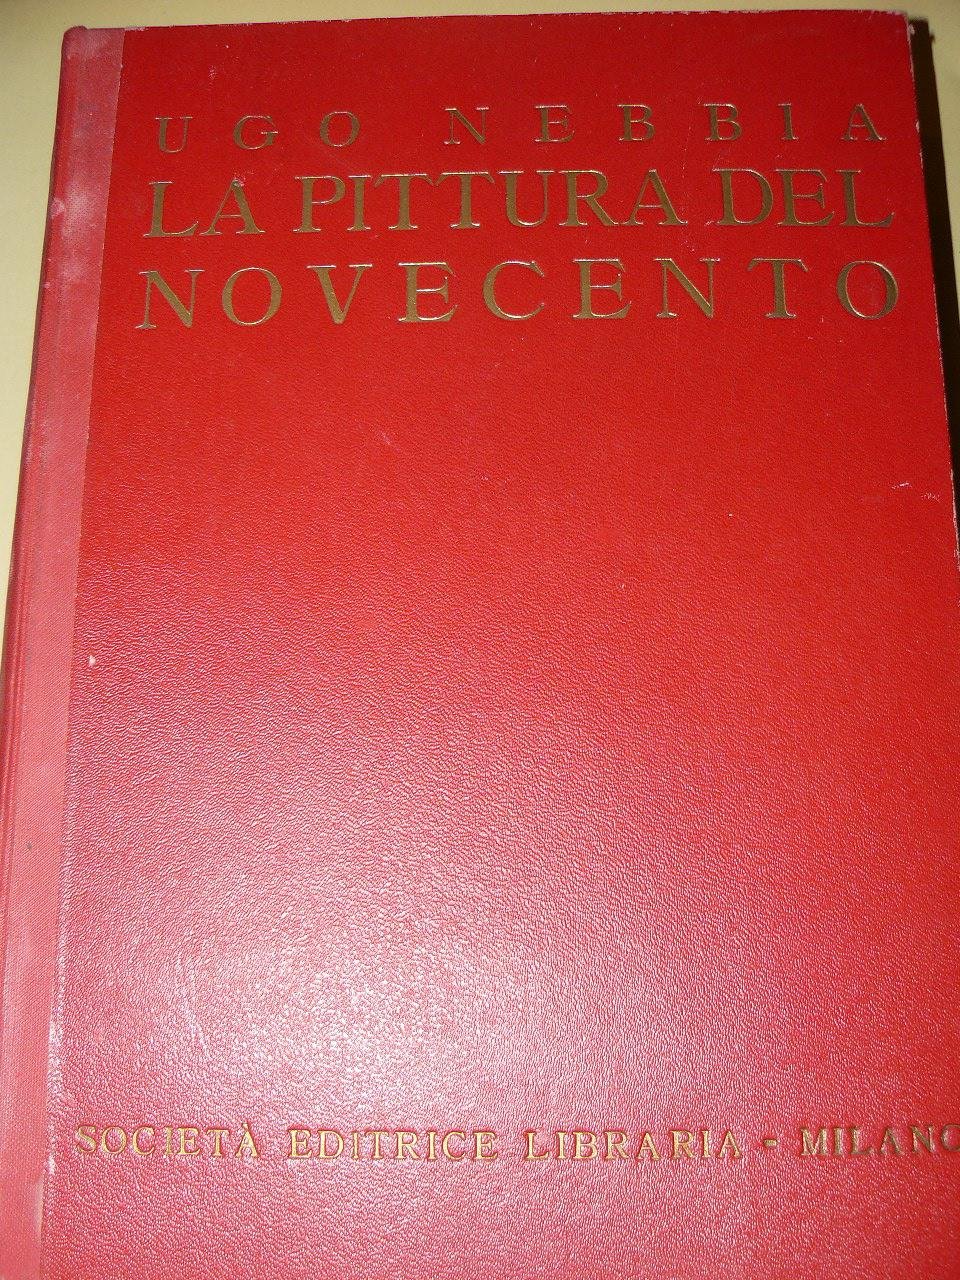 UGO NEBBIA
LA PITTURA DEL
NOVECENTO
SOCIETÀ EDITRICE LIBRARIA - MILANO